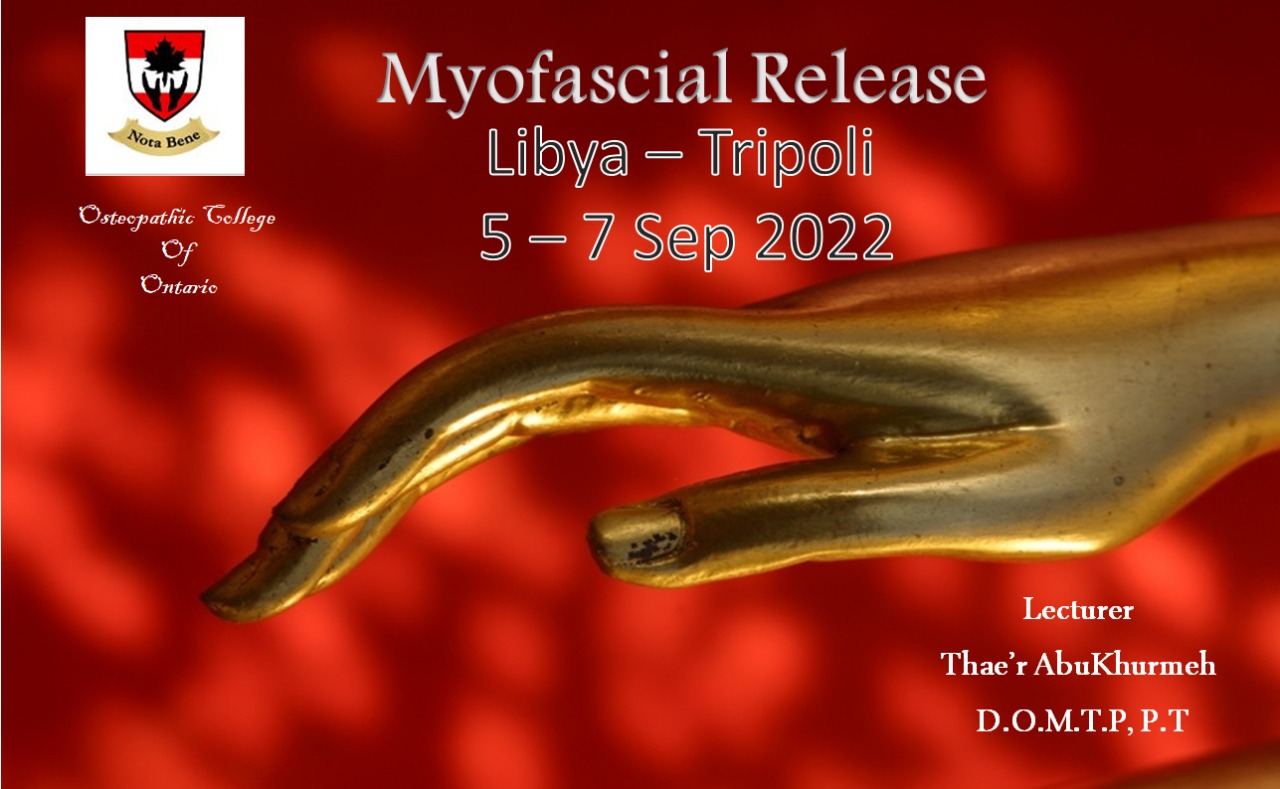 Nota Bene
Osteopathic College
Of
Ontario
Myofascial Release
Libya – Tripoli
5 – 7 Sep 2022
Lecturer
Thae’r AbuKhurmeh
D.O.M.T.P, P.T